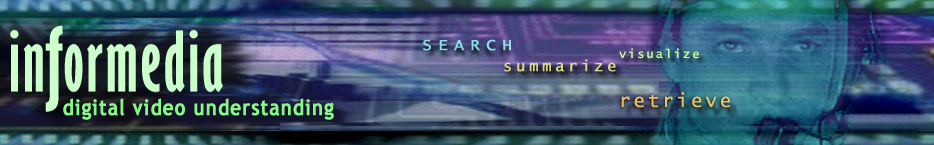 informedia
digital video understanding
SEARCH
visualize
summarize
retrieve